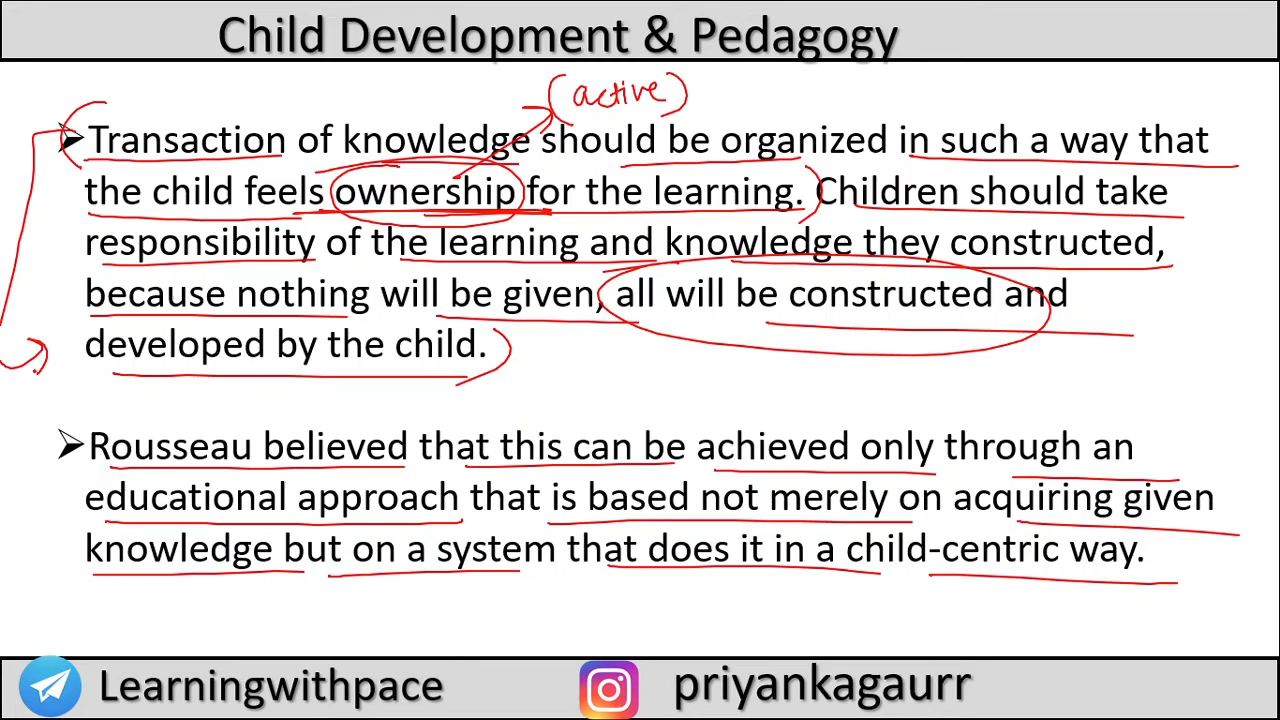 Child Development & Pedagogy
(active)
➢Transaction of knowledge should be organized in such a way that
the child feels ownership for the learning. Children should take
responsibility of the learning and knowledge they constructed,
because nothing will be given, all will be constructed and
developed by the child.
➢Rousseau believed that this can be achieved only through an
educational approach that is based not merely on acquiring given
knowledge but on a system that does it in a child-centric way.
Learningwithpace
priyankagaurr